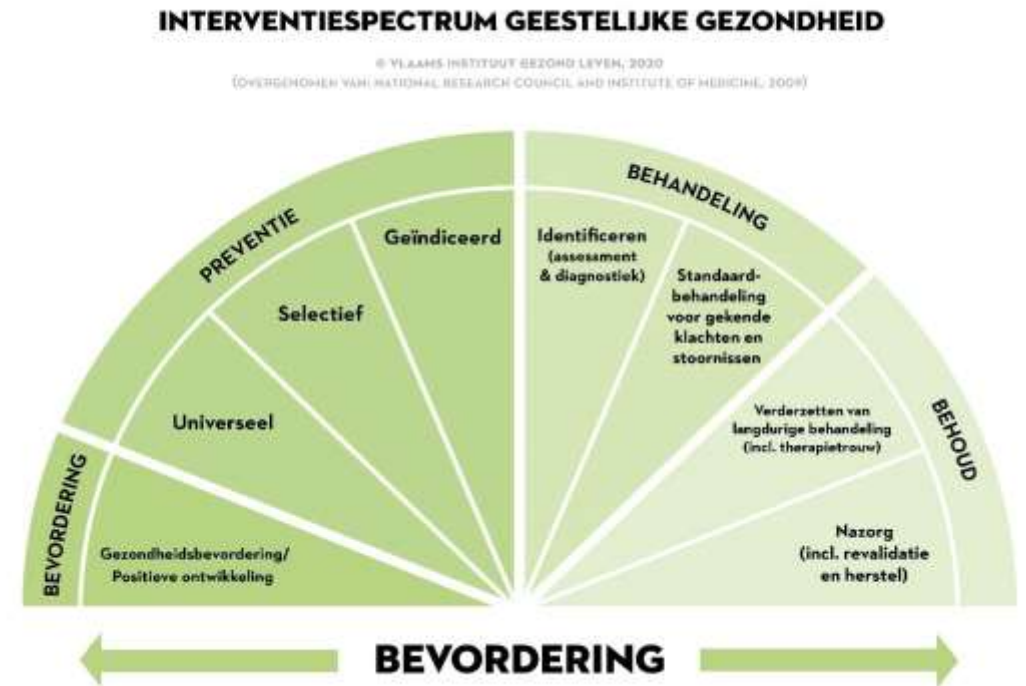 INTERVENTIESPECTRUM GEESTELIJKE GEZONDHEID
© VLAAMS INSTITUUT GEZOND LEVEN, 2020
(OVERGENOMEN VAN: NATIONAL RESEARCH COUNCIL AND INSTITUTE OF MEDICINE, 2009)
BEVORDERING
Gezondheidsbevordering/
Positieve ontwikkeling
PREVENTIE
Universeel
Selectief
Geïndiceerd
BEHANDELING
Identificeren
(assessment
& diagnostiek)
Standaard-
behandeling
voor gekende
klachten en
stoornissen
BEHOUD
Verderzetten van
langdurige behandeling
(incl. therapietrouw)
Nazorg
(incl. revalidatie
en herstel)
BEVORDERING